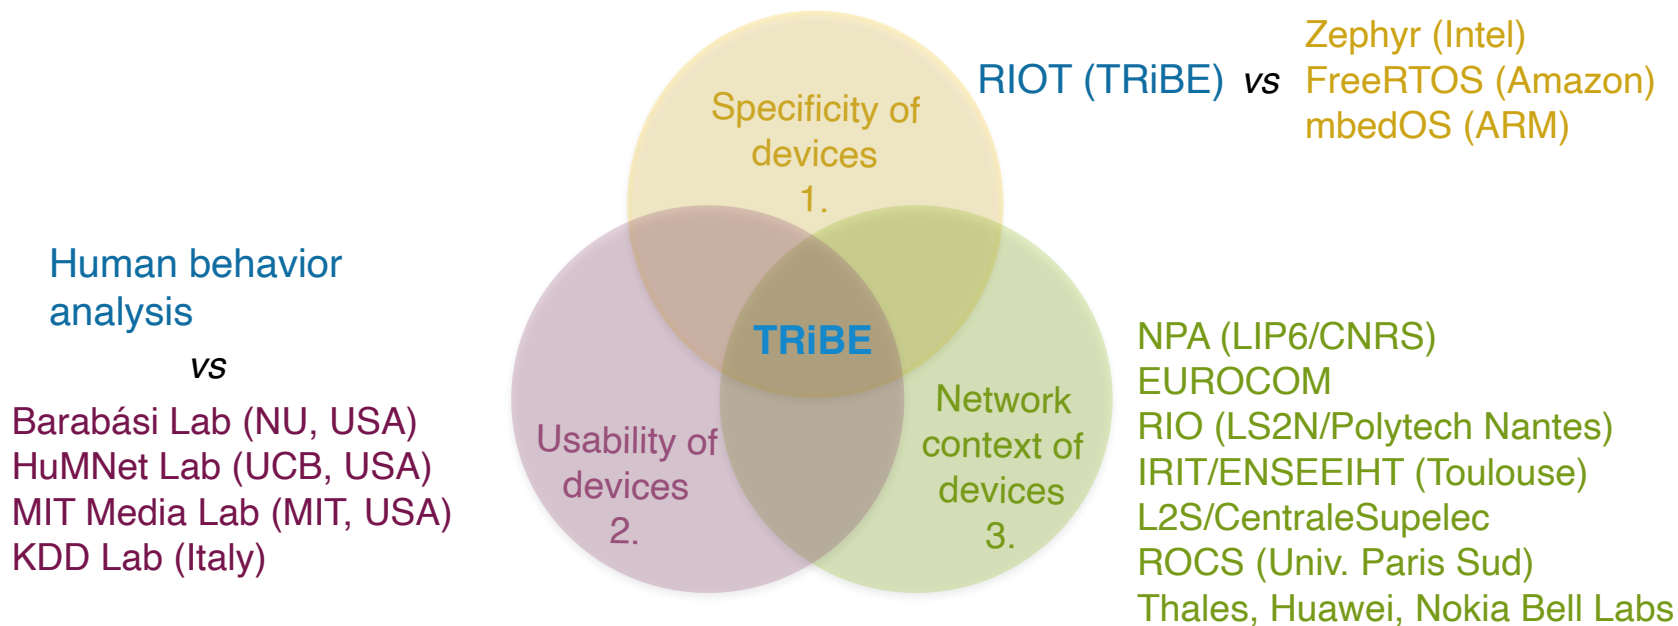 Zephyr (Intel)
RIOT (TRiBE) vs FreeRTOS (Amazon)
mbedOS (ARM)
Specificity of
devices
1.
Human behavior
analysis
vs
Barabási Lab (NU, USA)
HuMNet Lab (UCB, USA)
MIT Media Lab (MIT, USA)
KDD Lab (Italy)
TRiBE
Usability of
devices
2.
Network
context of
devices
3.
NPA (LIP6/CNRS)
EUROCOM
RIO (LS2N/Polytech Nantes)
IRIT/ENSEEIHT (Toulouse)
L2S/CentraleSupelec
ROCS (Univ. Paris Sud)
Thales, Huawei, Nokia Bell Labs